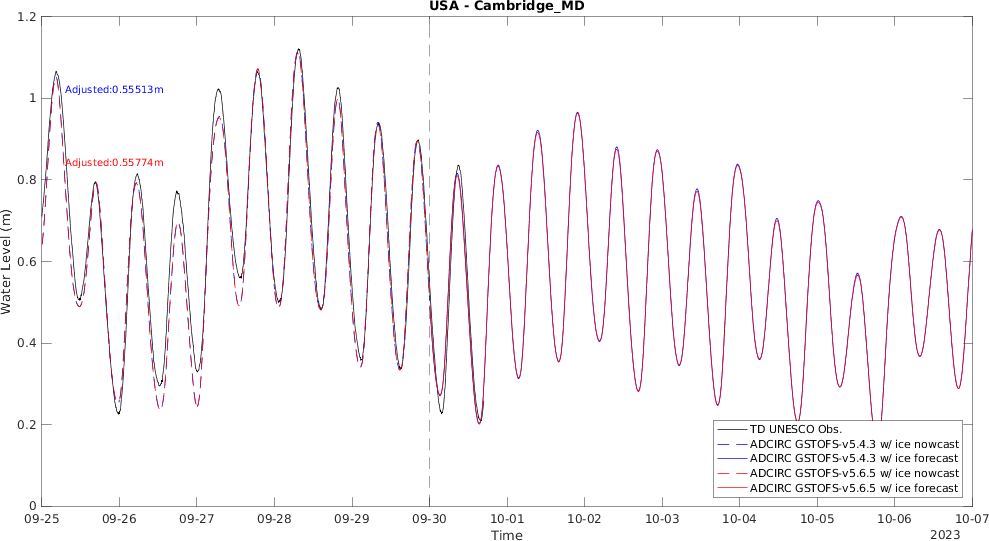 USA - Cambridge_MD
1.2
1
0.8
0.6
0.4
0.2
0
Water Level (m)
Adjusted:0.55513m
Adjusted:0.55774m
TD UNESCO Obs.
ADCIRC GSTOFS-v5.4.3 w/ ice nowcast
ADCIRC GSTOFS-v5.4.3 w/ ice forecast
ADCIRC GSTOFS-v5.6.5 w/ ice nowcast
ADCIRC GSTOFS-v5.6.5 w/ ice forecast
09-25 09-26 09-27 09-28 09-29 09-30 10-01 10-02 10-03 10-04 10-05 10-06 10-07
Time
2023